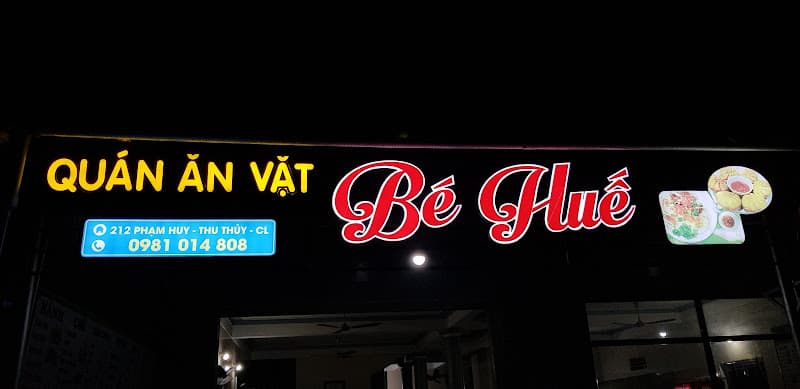 QUÁN ĂN VẶT
Bé Huế
212 PHẠM HUY - THU THỦY - CL
0981 014 808